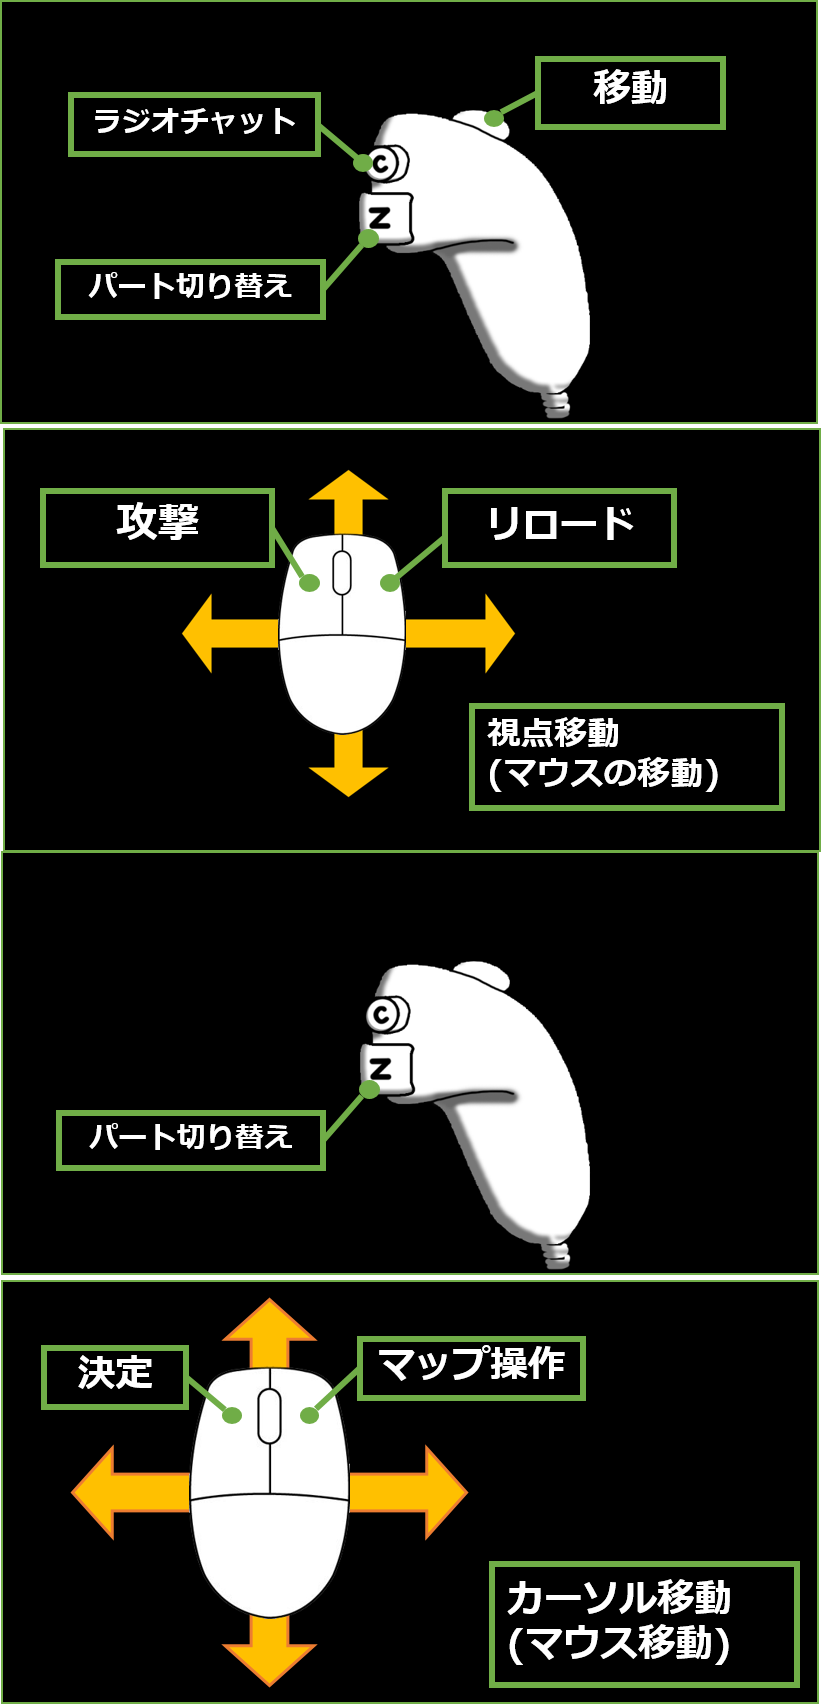 移動
ラジオチャット
C
Z
パート切り替え
攻撃
リロード
視点移動
(マウスの移動)
C
Z
パート切り替え
決定
マップ操作
カーソル移動
(マウス移動)